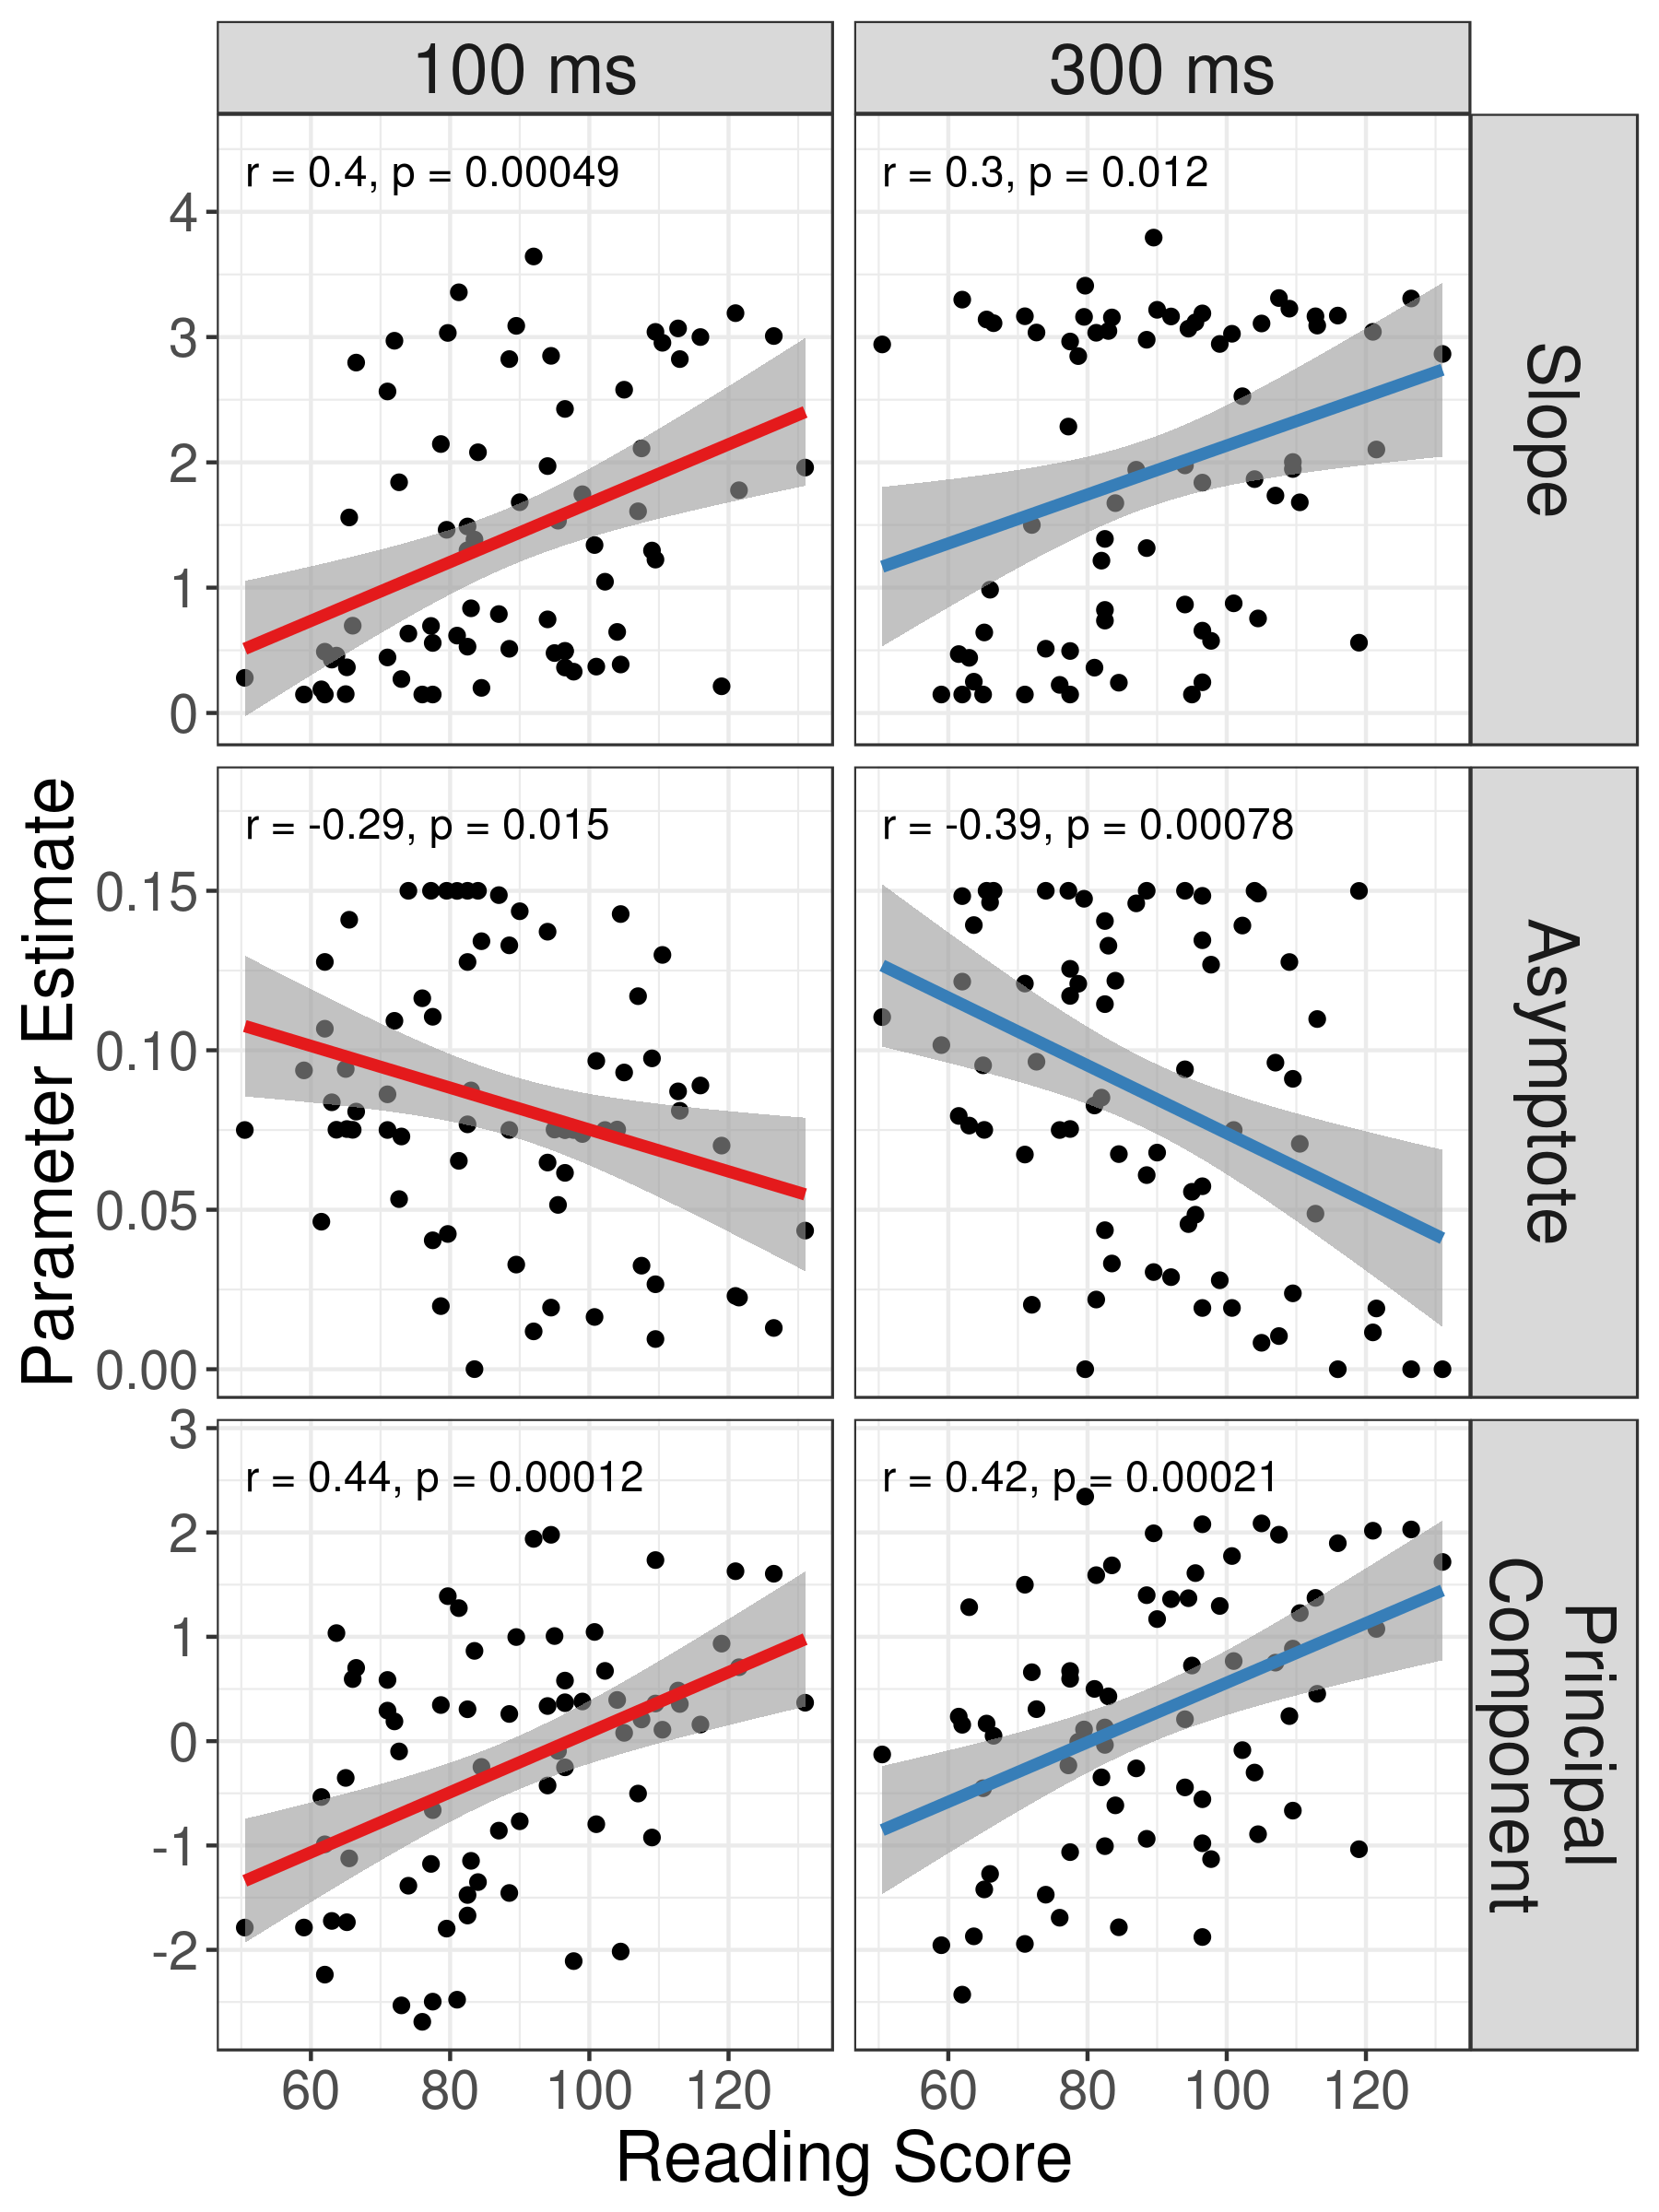 100 ms
300 ms
r = 0.4, p = 0.00049
r = 0.3, p = 0.012
4
3
2
1
0
Slope
r = -0.29, p = 0.015
r = -0.39, p = 0.00078
0.15
0.10
0.05
0.00
Asymptote
Parameter Estimate
r = 0.44, p = 0.00012
r = 0.42, p = 0.00021
3
2
1
0
-1
-2
Principal
Component
60 80 100 120
60 80 100 120
Reading Score